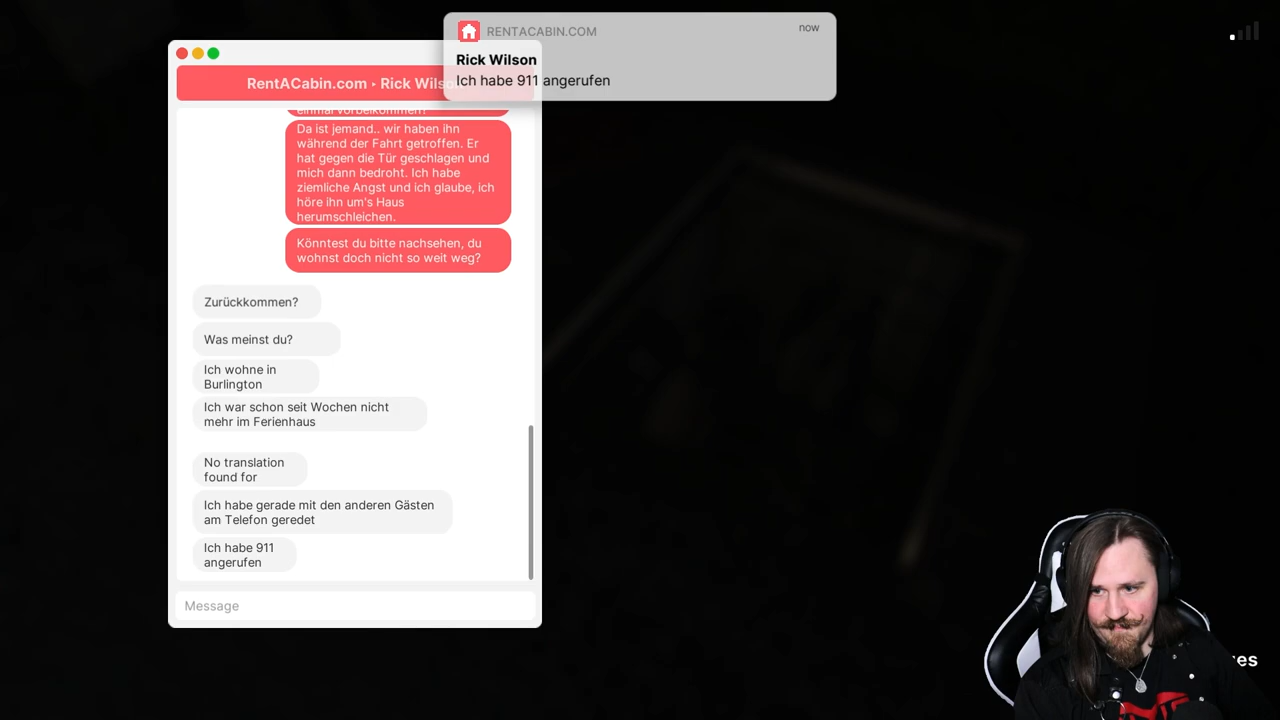 RENTACABIN.COM
now
Rick Wilson
Ich habe 911 angerufen
RentACabin.com ‣ Rick Wilson
einmal vorbeikommen?
Da ist jemand.. wir haben ihn
während der Fahrt getroffen. Er
hat gegen die Tür geschlagen und
mich dann bedroht. Ich habe
ziemliche Angst und ich glaube, ich
höre ihn um's Haus
herumschleichen.
Könntest du bitte nachsehen, du
wohnst doch nicht so weit weg?
Zurückkommen?
Was meinst du?
Ich wohne in
Burlington
Ich war schon seit Wochen nicht
mehr im Ferienhaus
No translation
found for
Ich habe gerade mit den anderen Gästen
am Telefon geredet
Ich habe 911
angerufen
Message